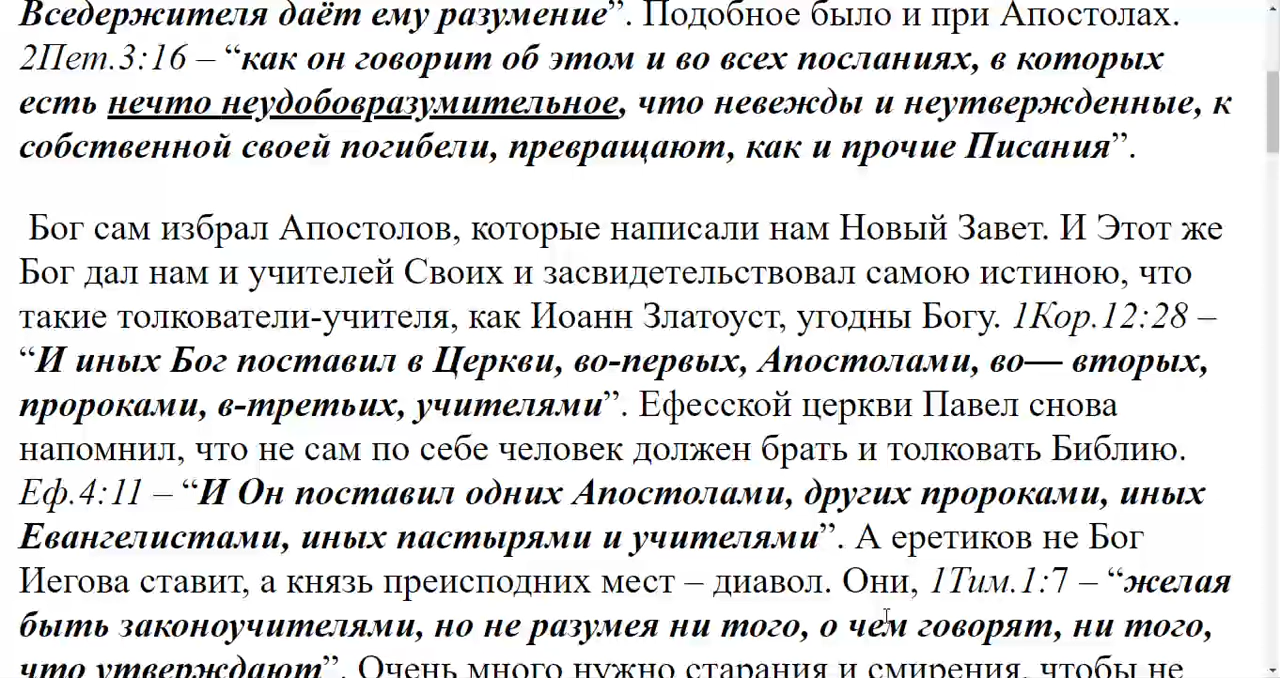 Вседержителя даёт ему разумение”. Подобное было и при Апостолах.
2Пет.3:16 – “как он говорит об этом и во всех посланиях, в которых
есть нечто неудобовразумительное, что невежды и неутвержденные, к
собственной своей погибели, превращают, как и прочие Писания”.
Бог сам избрал Апостолов, которые написали нам Новый Завет. И Этот же
Бог дал нам и учителей Своих и засвидетельствовал самою истиною, что
такие толкователи-учителя, как Иоанн Златоуст, угодны Богу. 1Кор.12:28 –
“И иных Бог поставил в Церкви, во-первых, Апостолами, во— вторых,
пророками, в-третьих, учителями”. Ефесской церкви Павел снова
напомнил, что не сам по себе человек должен брать и толковать Библию.
Еф.4:11 – “И Он поставил одних Апостолами, других пророками, иных
Евангелистами, иных пастырями и учителями”. А еретиков не Бог
Иегова ставит, а князь преисподних мест – диавол. Они, 1Тим.1:7 – “желая
быть законоучителями, но не разумея ни того, о чем говорят, ни того,
что утверждают”. Очень много нужно старания и смирения, чтобы не